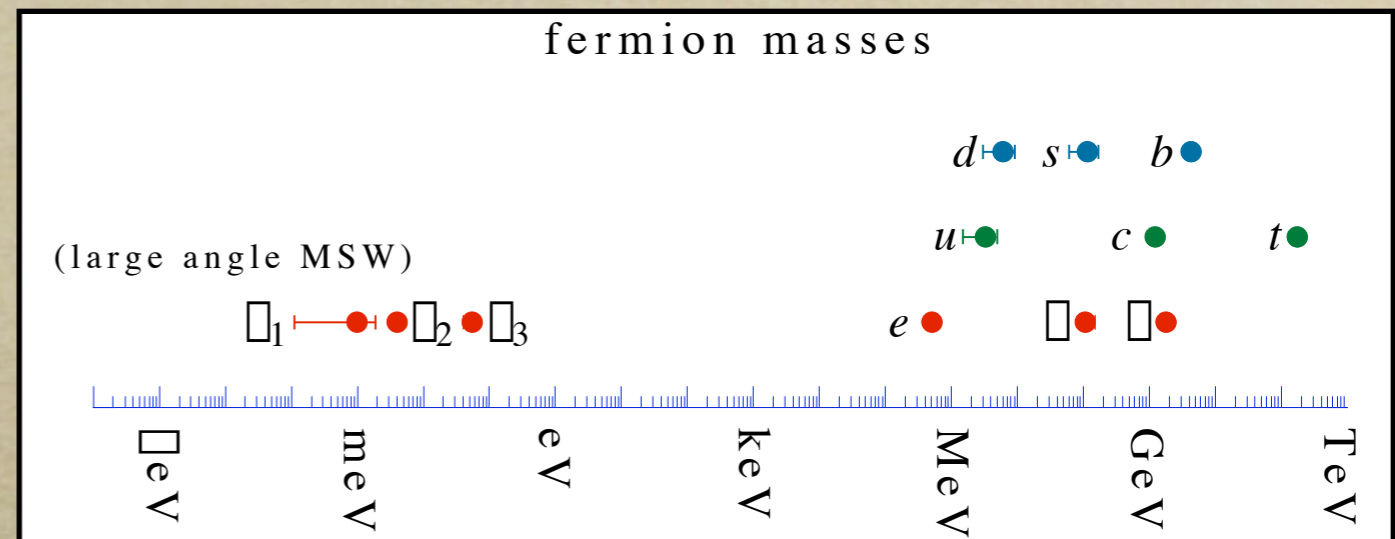 fermion masses
d s b
u c t
(large angle MSW)
▯1 ▯2 ▯3 e ▯ ▯
▯eV meV eV keV MeV GeV TeV